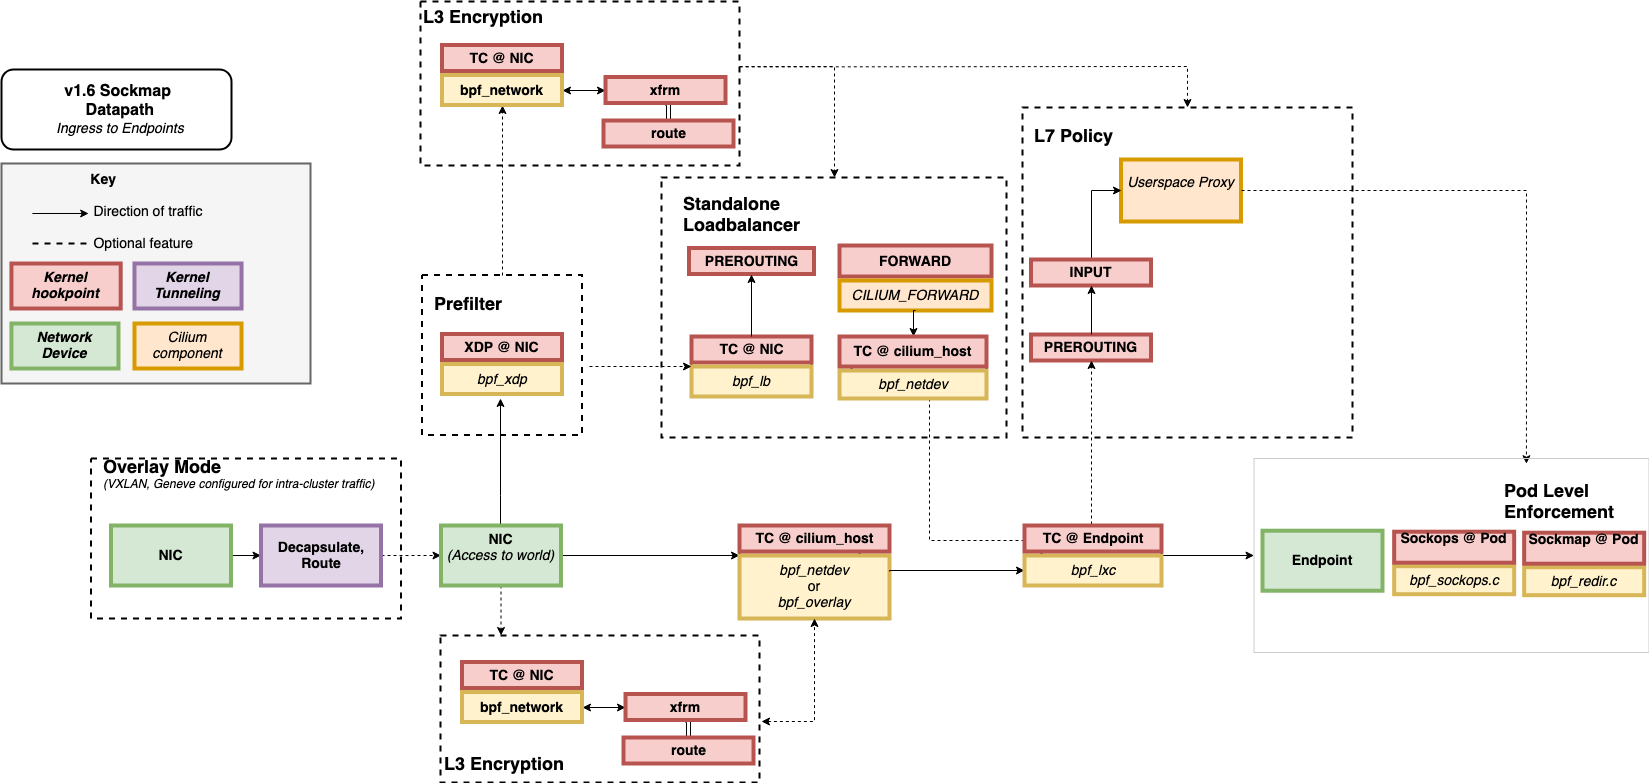 v1.6 Sockmap
Datapath
Ingress to Endpoints
Key
Direction of traffic
Optional feature
Kernel
hookpoint
Kernel
Tunneling
Network
Device
Cilium
component
L3 Encryption
TC @ NIC
bpf_network
xfrm
route
Prefilter
XDP @ NIC
bpf_xdp
Standalone
Loadbalancer
PREROUTING
TC @ NIC
bpf_lb
FORWARD
CILIUM_FORWARD
TC @ cilium_host
bpf_netdev
L7 Policy
Userspace Proxy
INPUT
PREROUTING
Overlay Mode
(VXLAN, Geneve configured for intra-cluster traffic)
NIC
Decapsulate,
Route
NIC
(Access to world)
TC @ cilium_host
bpf_netdev
or
bpf_overlay
TC @ Endpoint
bpf_lxc
Pod Level
Enforcement
Endpoint
Sockops @ Pod
bpf_sockops.c
Sockmap @ Pod
bpf_redir.c
TC @ NIC
bpf_network
xfrm
route
L3 Encryption